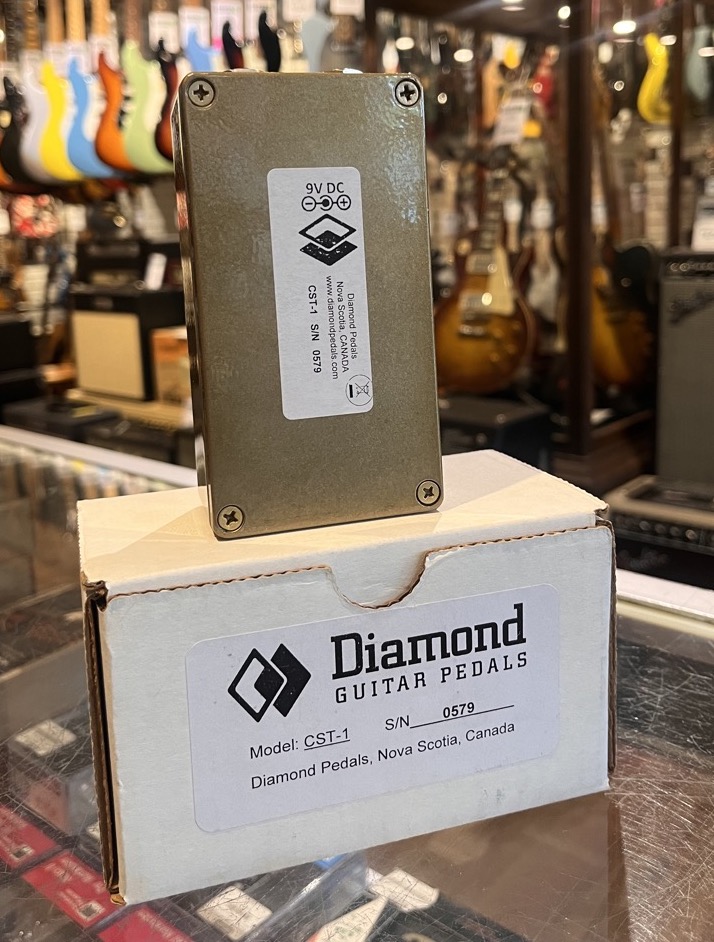 9V DC
Diamond Pedals
Nova Scotia, CANADA
www.diamondpedals.com
CST-1 S/N 0579
Diamond
GUITAR PEDALS
Model: CST-1 S/N 0579
Diamond Pedals, Nova Scotia, Canada